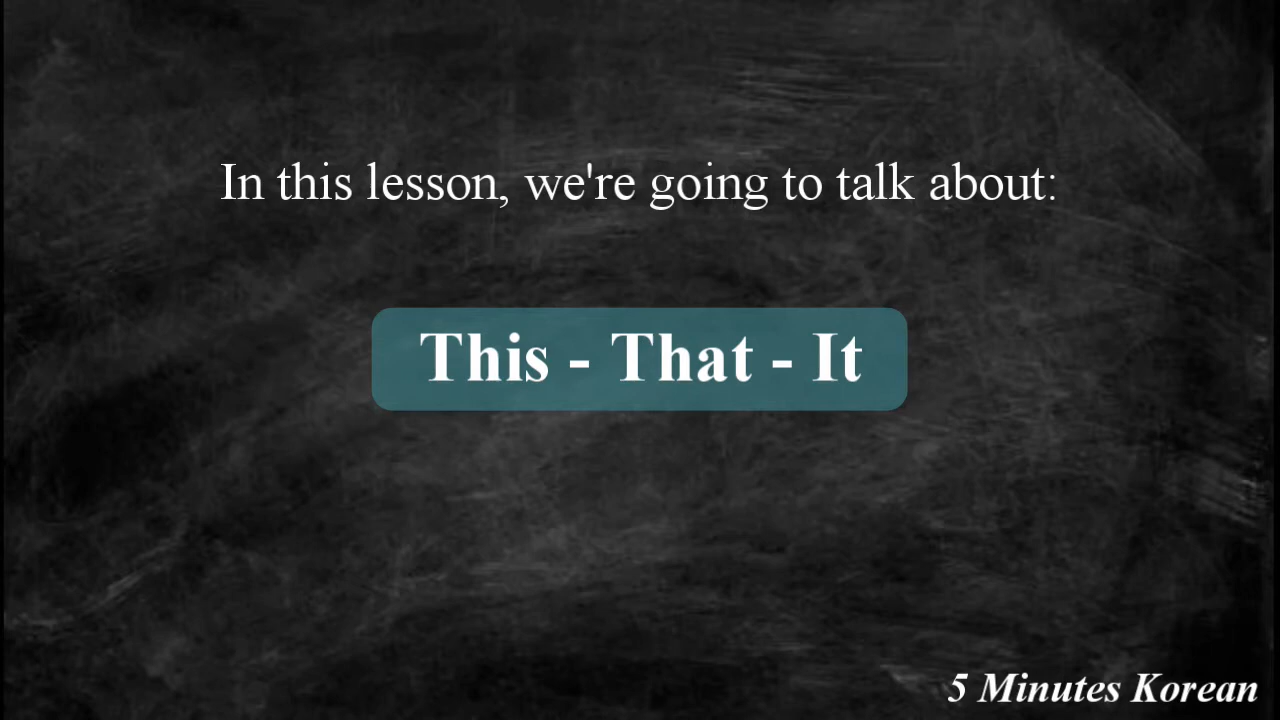 In this lesson, we're going to talk about:
This - That - It
5 Minutes Korean